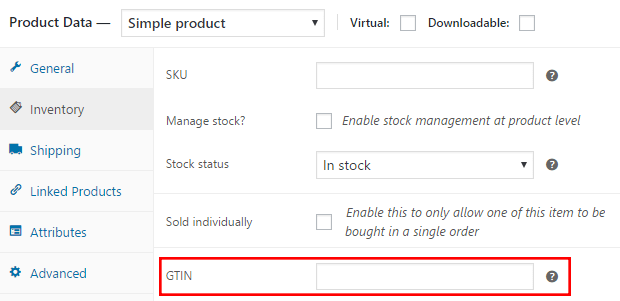 Product Data — Simple product Virtual: Downloadable:
General
SKU
?
Inventory
Manage stock? Enable stock management at product level
Shipping
Stock status In stock ?
Linked Products
Attributes
Sold individually Enable this to only allow one of this item to be
bought in a single order
Advanced
GTIN ?